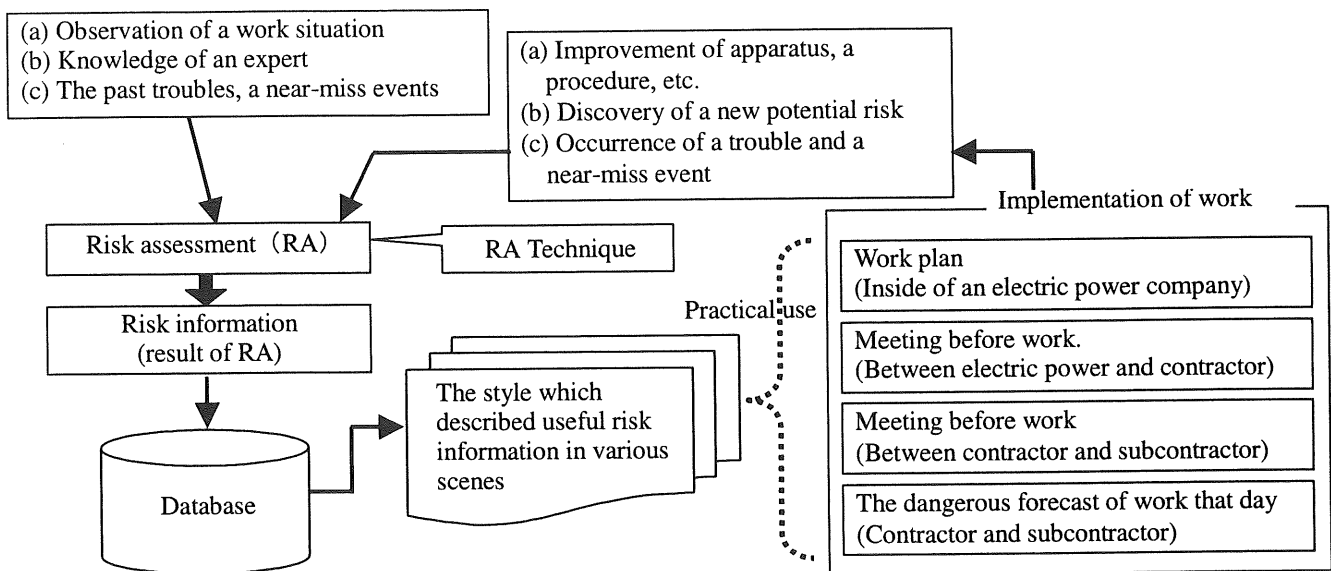 (a) Observation of a work situation
(b) Knowledge of an expert
(c) The past troubles, a near-miss events
(a) Improvement of apparatus, a
procedure, etc.
(b) Discovery of a new potential risk
(c) Occurrence of a trouble and a
near-miss event
Risk assessment（RA）
RA Technique
Risk information
(result of RA)
Database
The style which
described useful risk
information in various
scenes
Practical use
Implementation of work
Work plan
(Inside of an electric power company)
Meeting before work.
(Between electric power and contractor)
Meeting before work
(Between contractor and subcontractor)
The dangerous forecast of work that day
(Contractor and subcontractor)